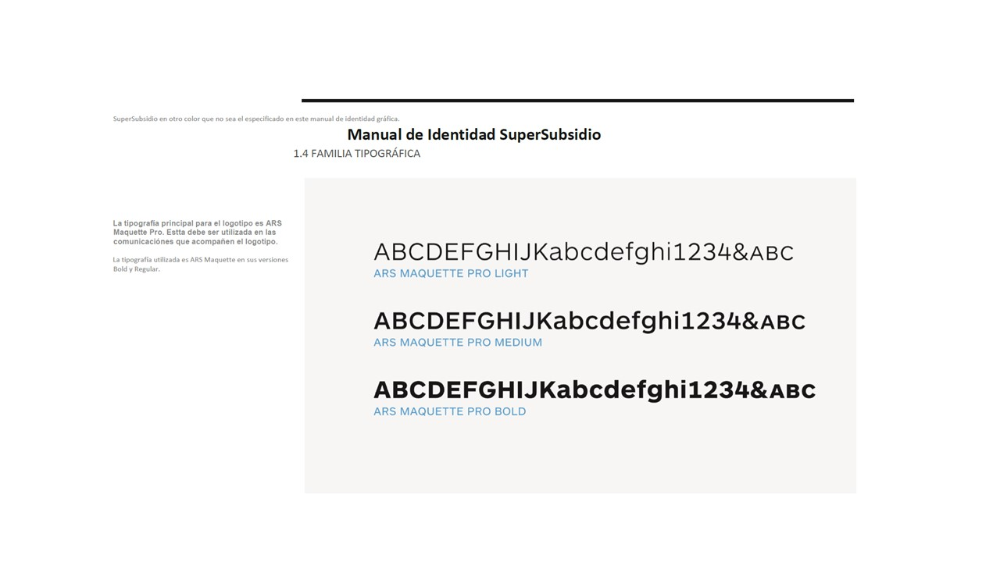 SuperSubsidio en otro color que no sea el especificado en este manual de identidad gráfica.
Manual de Identidad SuperSubsidio
1.4 FAMILIA TIPOGRÁFICA
La tipografía principal para el logotipo es ARS
Maquette Pro. Estta debe ser utilizada en las
comunicaciónes que acompañen el logotipo.
La tipografía utilizada es ARS Maquette en sus versiones
Bold y Regular.
ABCDEFGHIJKabcdefghi1234&ABC
ARS MAQUETTE PRO LIGHT
ABCDEFGHIJKabcdefghi1234&ABC
ARS MAQUETTE PRO MEDIUM
ABCDEFGHIJKabcdefghi1234&ABC
ARS MAQUETTE PRO BOLD